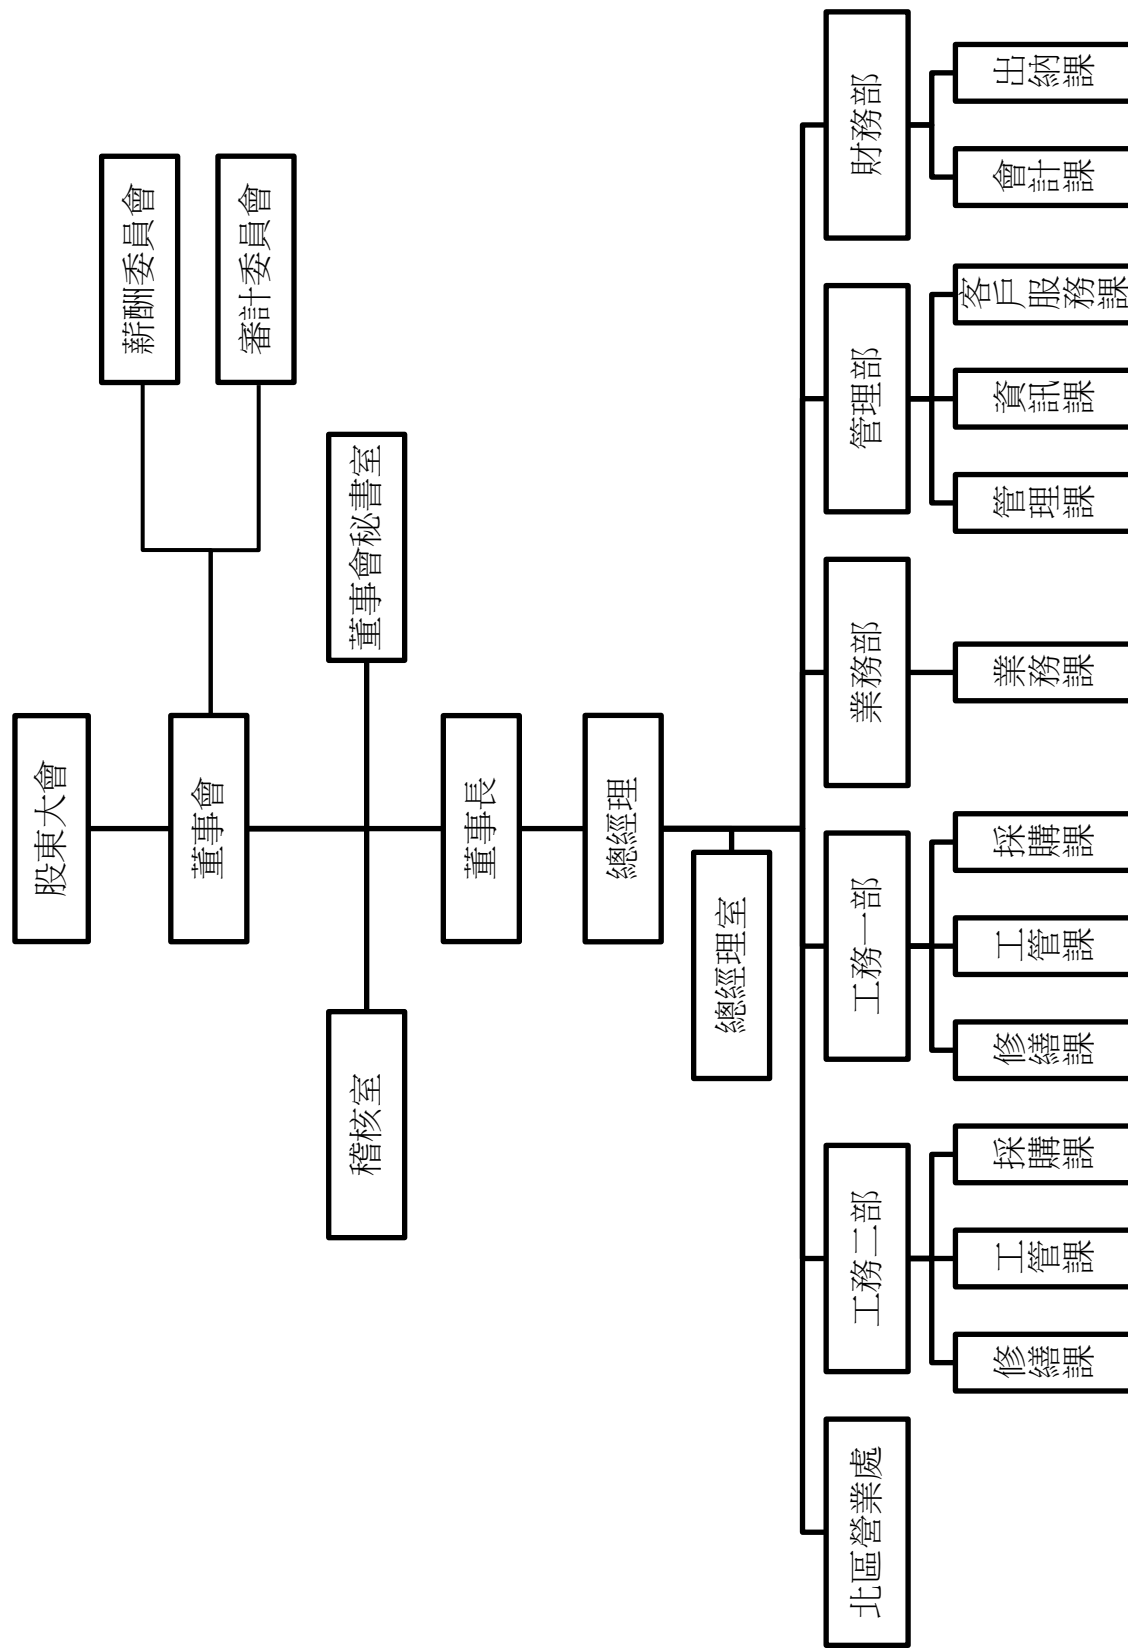 股東大會
董事會
薪酬委員會
審計委員會
稽核室
董事會秘書室
董事長
總經理
總經理室
北區營業處
工務二部
工務一部
業務部
管理部
財務部
修繕課
工管課
採購課
修繕課
工管課
採購課
業務課
管理課
資訊課
客戶服務課
會計課
出納課